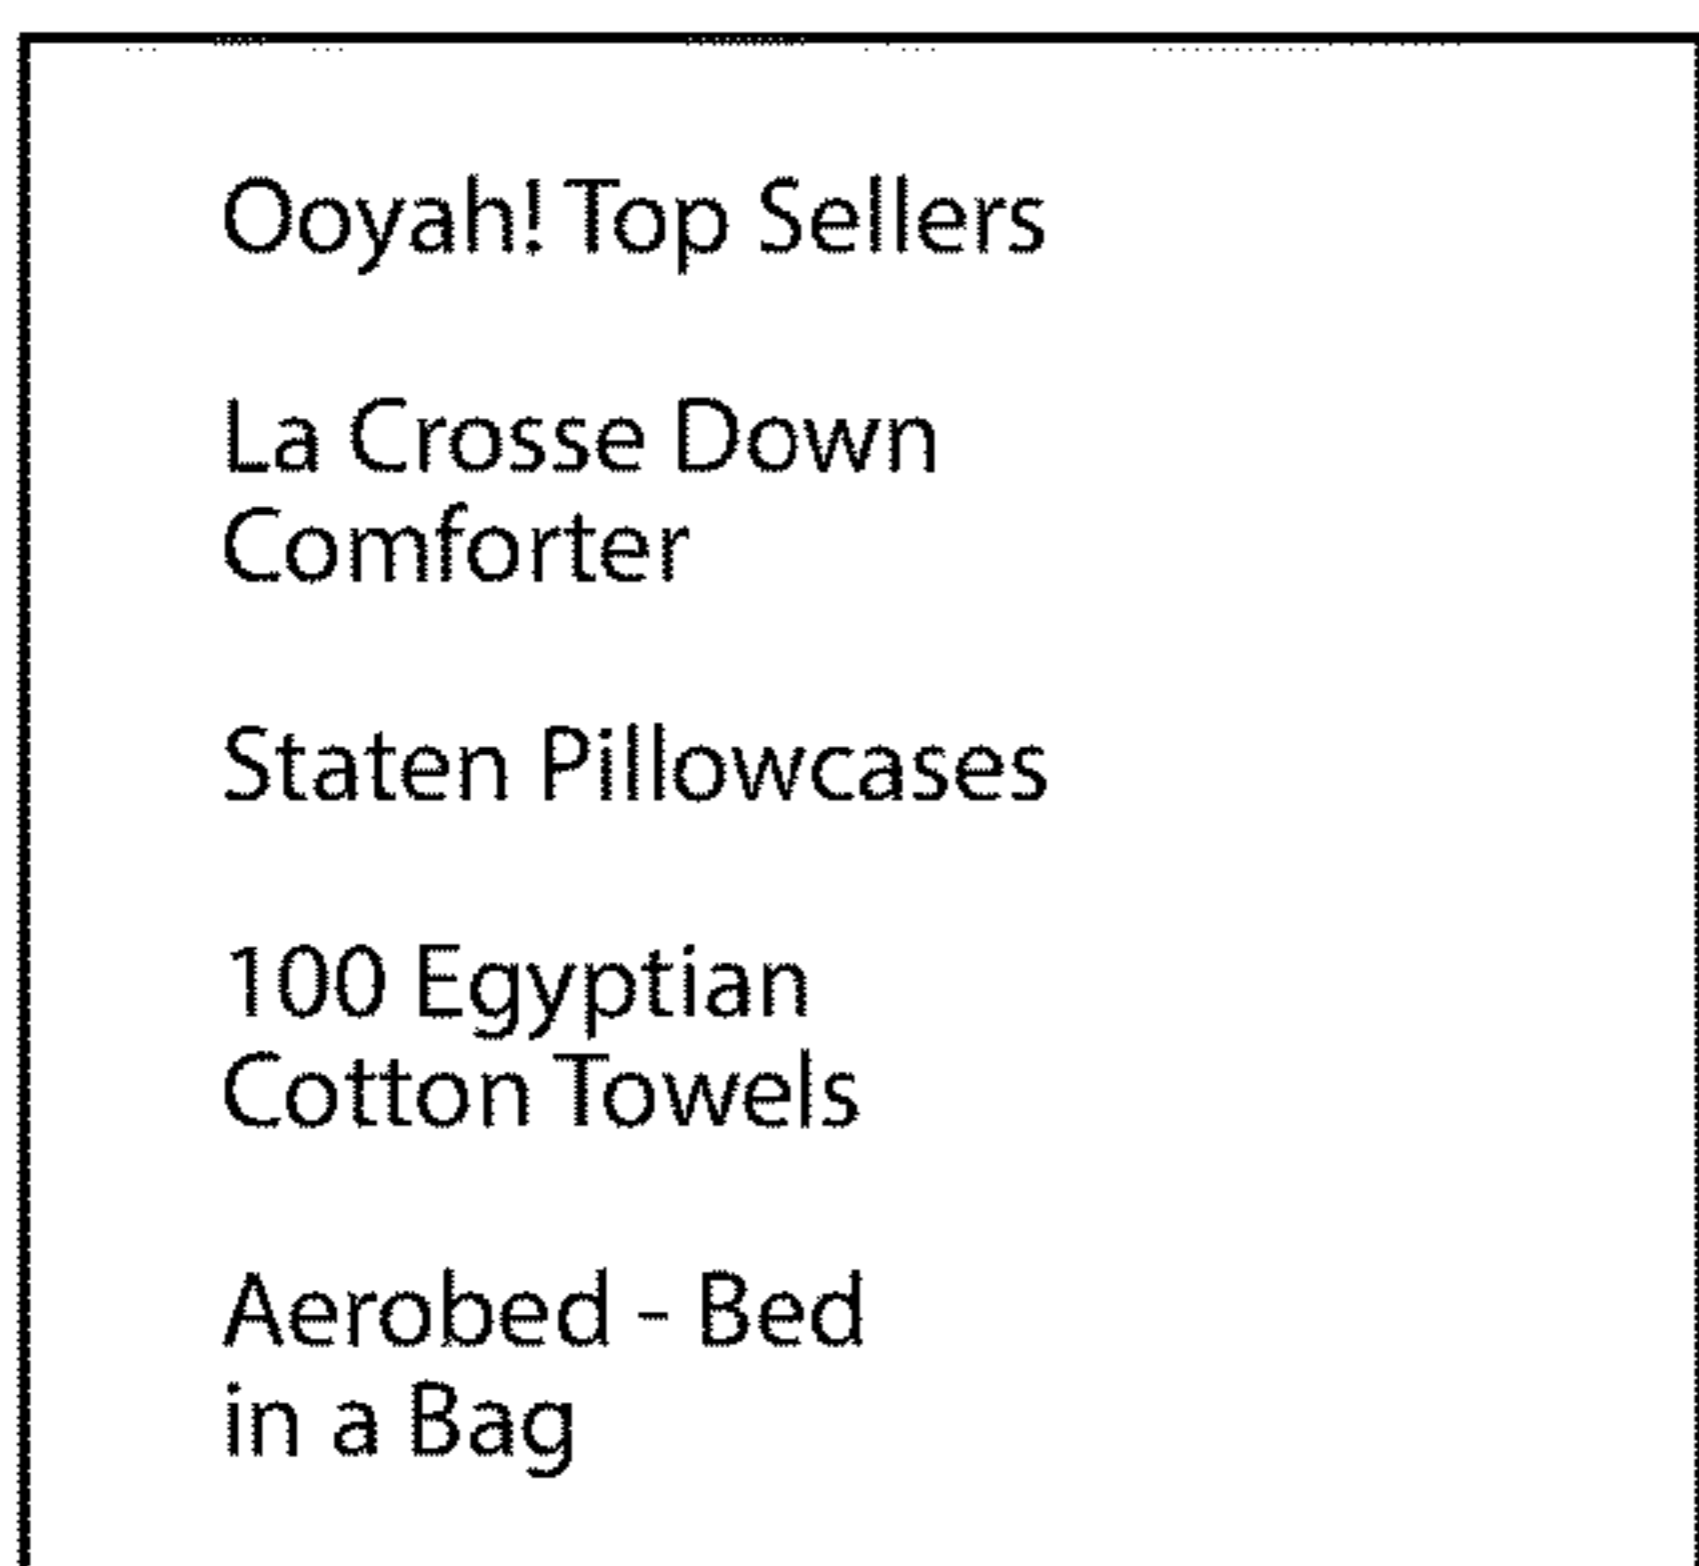 Ooyah! Top Sellers
La Crosse Down
Comforter
Staten Pillowcases
100 Egyptian
Cotton Towels
Aerobed - Bed
in a Bag